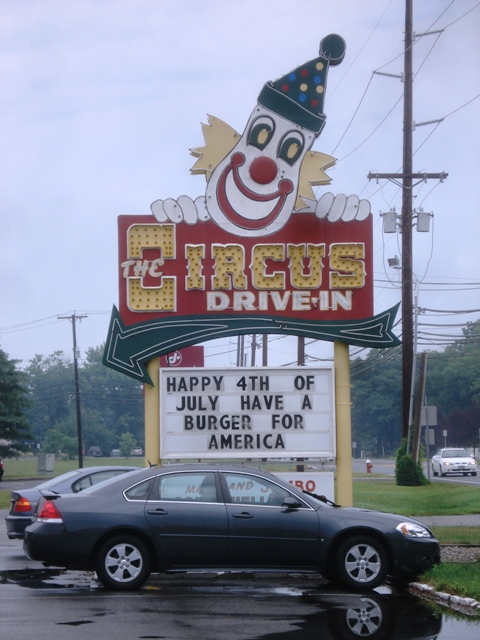 THE CIRCUS
DRIVE-IN
HAPPY 4TH OF
JULY HAVE A
BURGER FOR
AMERICA